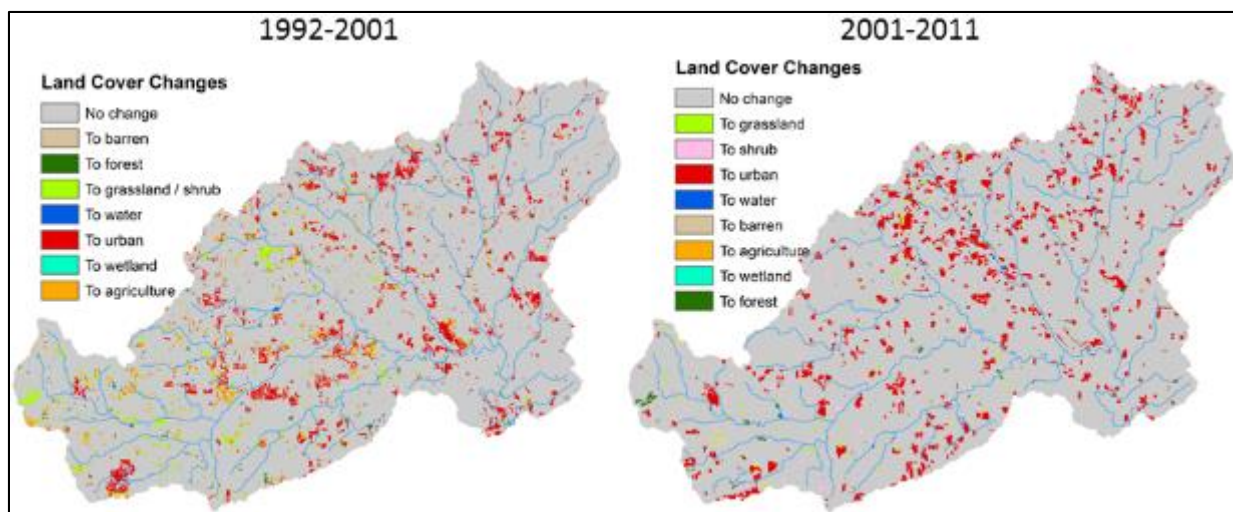 1992-2001
Land Cover Changes
No change
To barren
To forest
To grassland / shrub
To water
To urban
To wetland
To agriculture
2001-2011
Land Cover Changes
No change
To grassland
To shrub
To urban
To water
To barren
To agriculture
To wetland
To forest